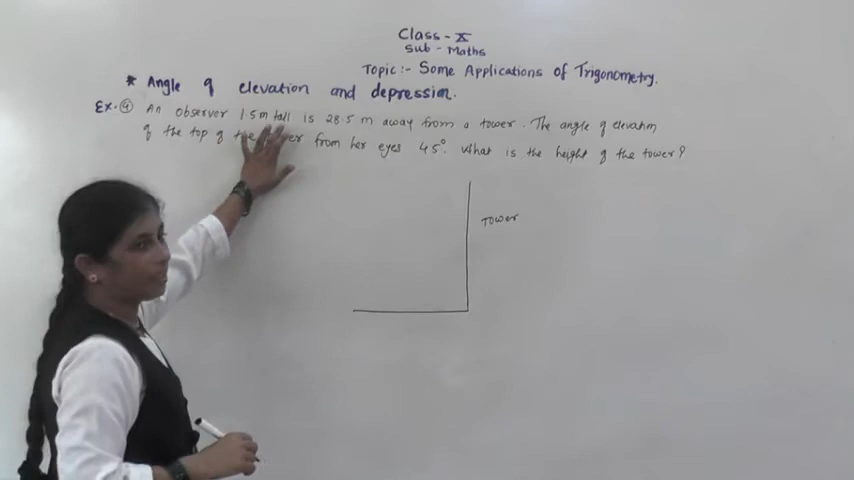 Class - X
Sub - Maths
Topic :- Some Applications of Trigonometry.
* Angle of elevation and depression.
Ex. ④ An observer 1.5m tall is 28.5 m away from a tower. The angle of elevation
of the top of the tower from her eyes 45°. What is the height of the tower?
Tower